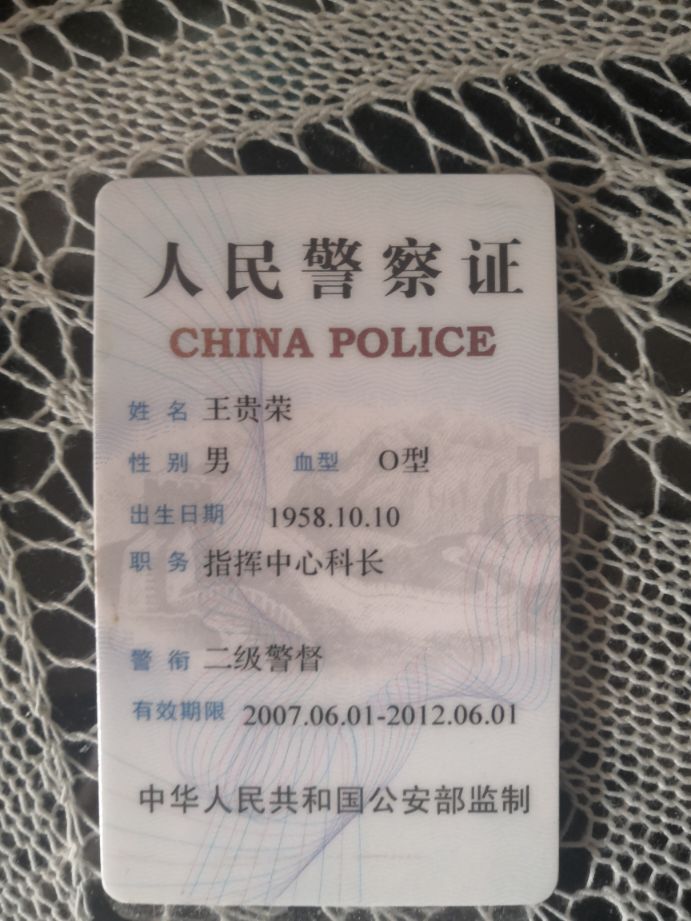 人民警察证
CHINA POLICE
姓名 王贵荣
性别 男 血型 O型
出生日期 1958.10.10
职务 指挥中心科长
警衔 二级警督
有效期限 2007.06.01-2012.06.01
中华人民共和国公安部监制